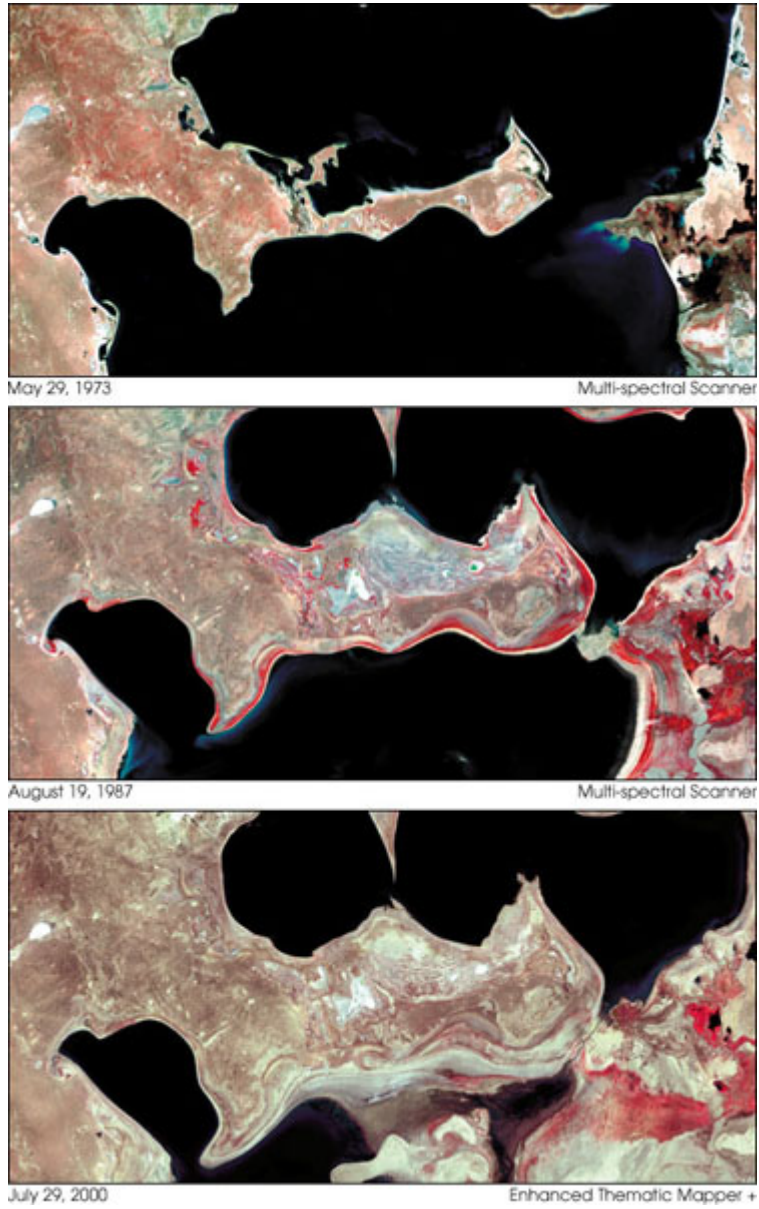 May 29, 1973 Multi-spectral Scanner
August 19, 1987 Multi-spectral Scanner
July 29, 2000 Enhanced Thematic Mapper +